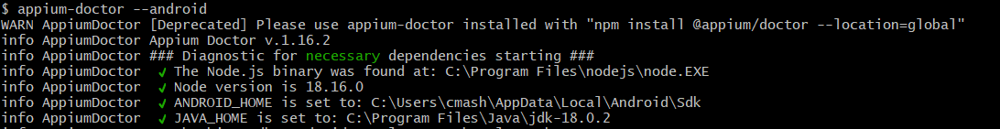 $ appium-doctor --android
WARN AppiumDoctor [Deprecated] Please use appium-doctor installed with "npm install @appium/doctor --location=global"
info AppiumDoctor Appium Doctor v.1.16.2
info AppiumDoctor ### Diagnostic for necessary dependencies starting ###
info AppiumDoctor  ✔ The Node.js binary was found at: C:\Program Files\nodejs\node.EXE
info AppiumDoctor  ✔ Node version is 18.16.0
info AppiumDoctor  ✔ ANDROID_HOME is set to: C:\Users\cmash\AppData\Local\Android\Sdk
info AppiumDoctor  ✔ JAVA_HOME is set to: C:\Program Files\Java\jdk-18.0.2